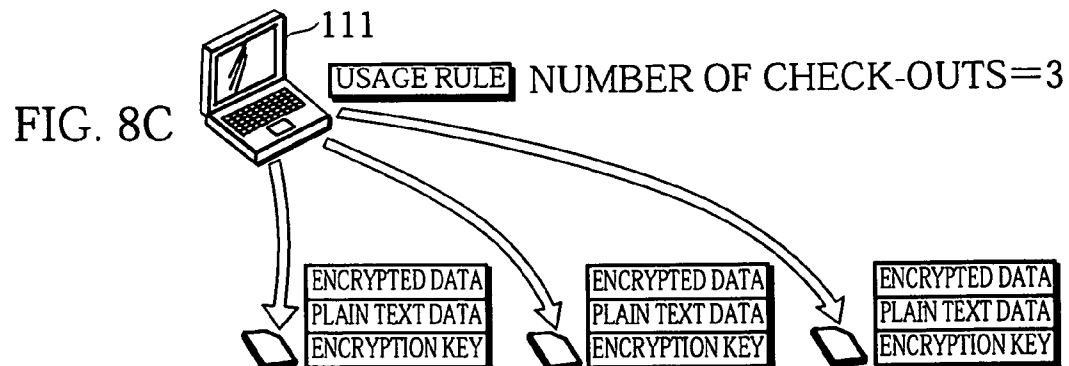 111
USAGE RULE NUMBER OF CHECK-OUTS=3
FIG. 8C
ENCRYPTED DATA
PLAIN TEXT DATA
ENCRYPTION KEY
ENCRYPTED DATA
PLAIN TEXT DATA
ENCRYPTION KEY
ENCRYPTED DATA
PLAIN TEXT DATA
ENCRYPTION KEY